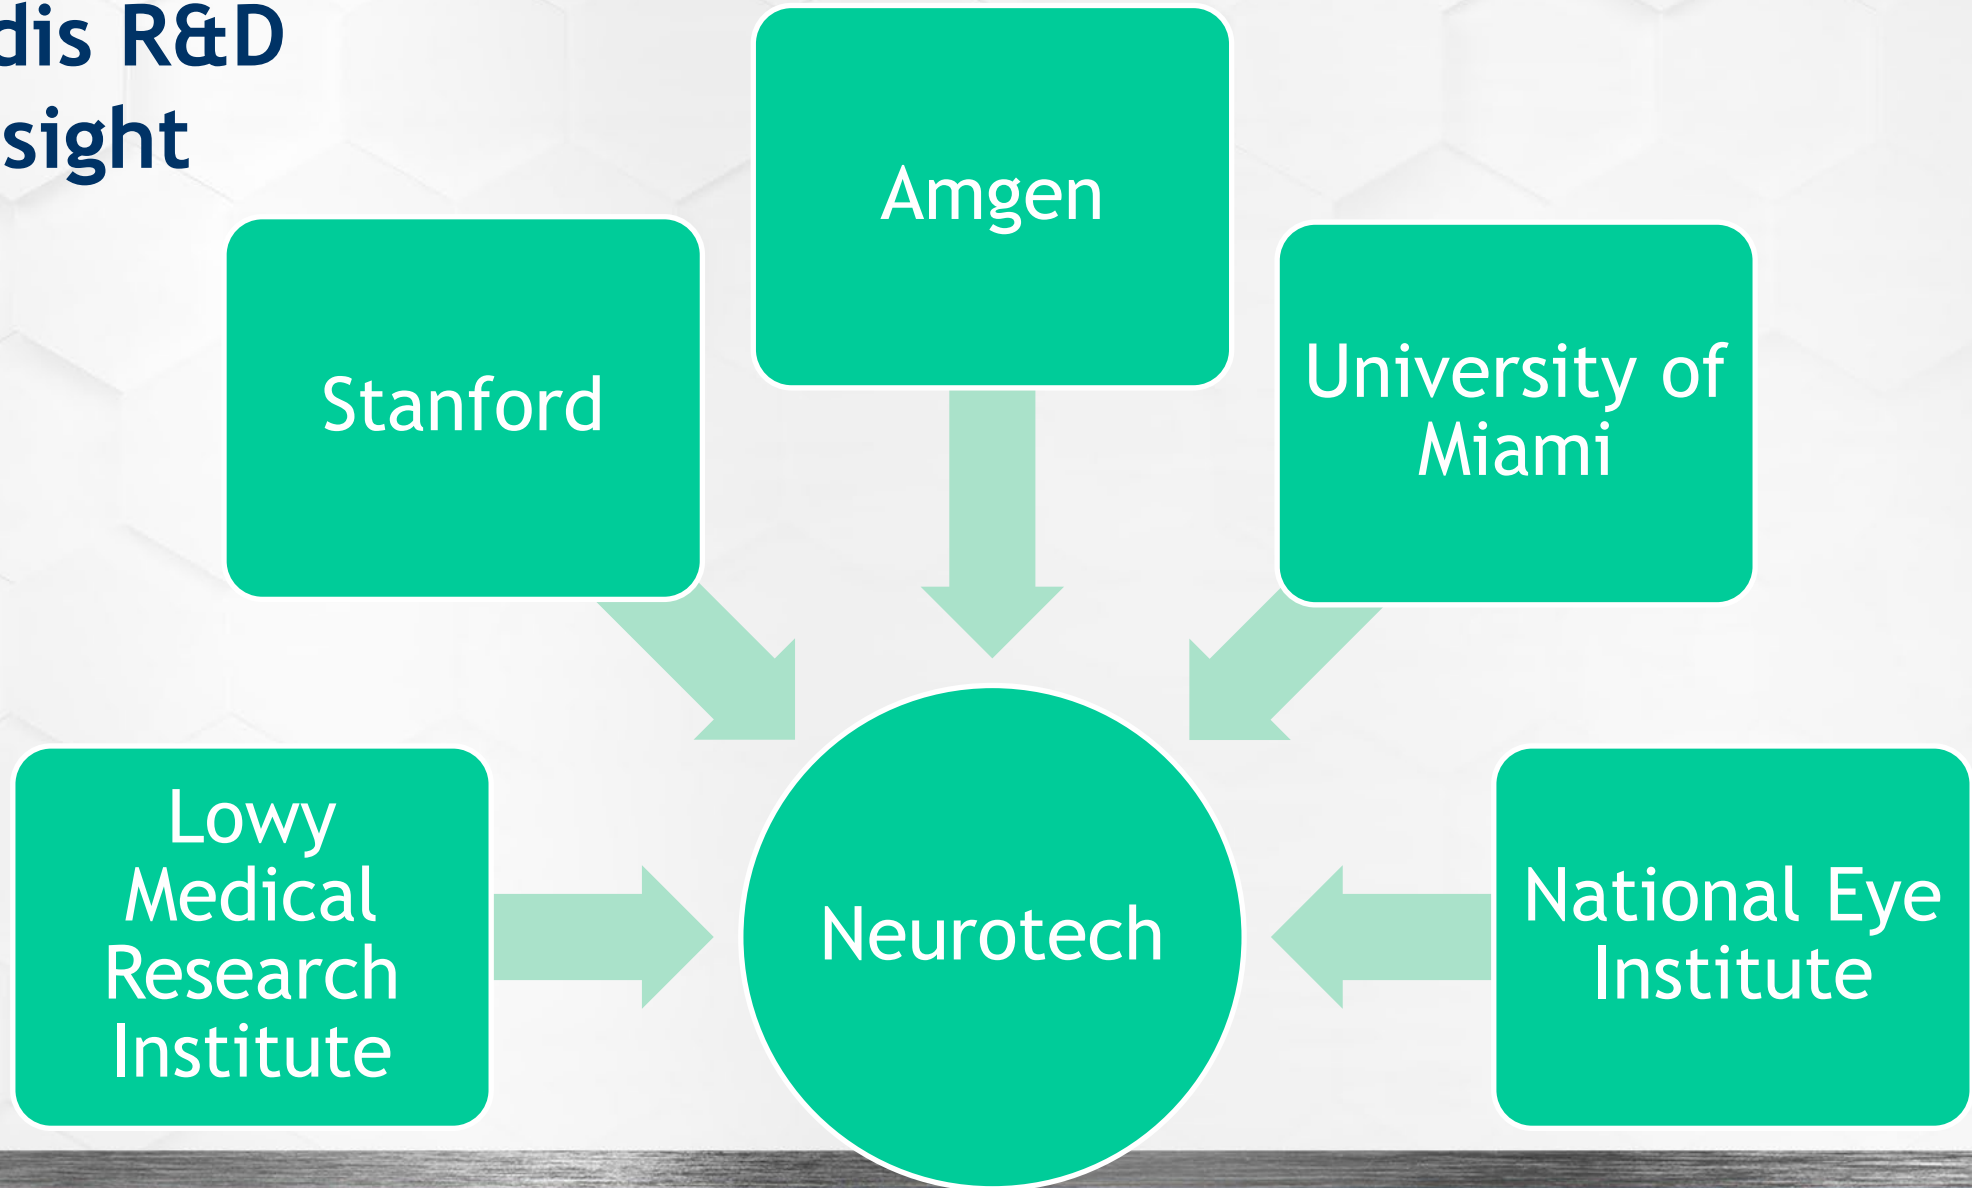 dis R&D
sight
Amgen
Stanford
University of
Miami
Lowy
Medical
Research
Institute
Neurotech
National Eye
Institute